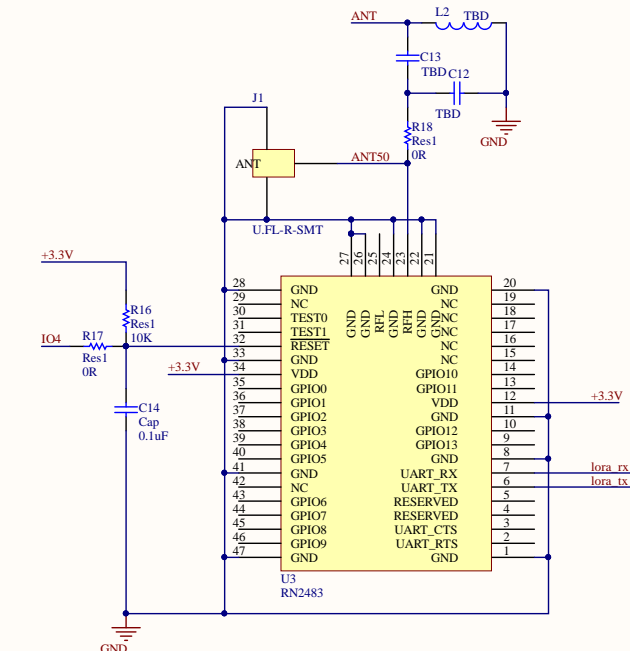 ANT
L2
TBD
C13
TBD
C12
TBD
GND
J1
R18
Res1
0R
ANT
ANT50
U.FL-R-SMT
+3.3V
R16
Res1
10K
IO4
R17
Res1
0R
+3.3V
C14
Cap
0.1uF
GND
27 26 25 24 23 22 21
GND GND RFL GND RFH GND GND
28 GND
29 NC
30 TEST0
31 TEST1
32 RESET
33 GND
34 VDD
35 GPIO0
36 GPIO1
37 GPIO2
38 GPIO3
39 GPIO4
40 GPIO5
41 GND
42 NC
43 GPIO6
44 GPIO7
45 GPIO8
46 GPIO9
47 GND
GND 20
NC 19
NC 18
NC 17
NC 16
NC 15
GPIO10 14
GPIO11 13
VDD 12
GND 11
GPIO12 10
GPIO13 9
GND 8
UART_RX 7
UART_TX 6
RESERVED 5
RESERVED 4
UART_CTS 3
UART_RTS 2
GND 1
+3.3V
lora_rx
lora_tx
U3
RN2483